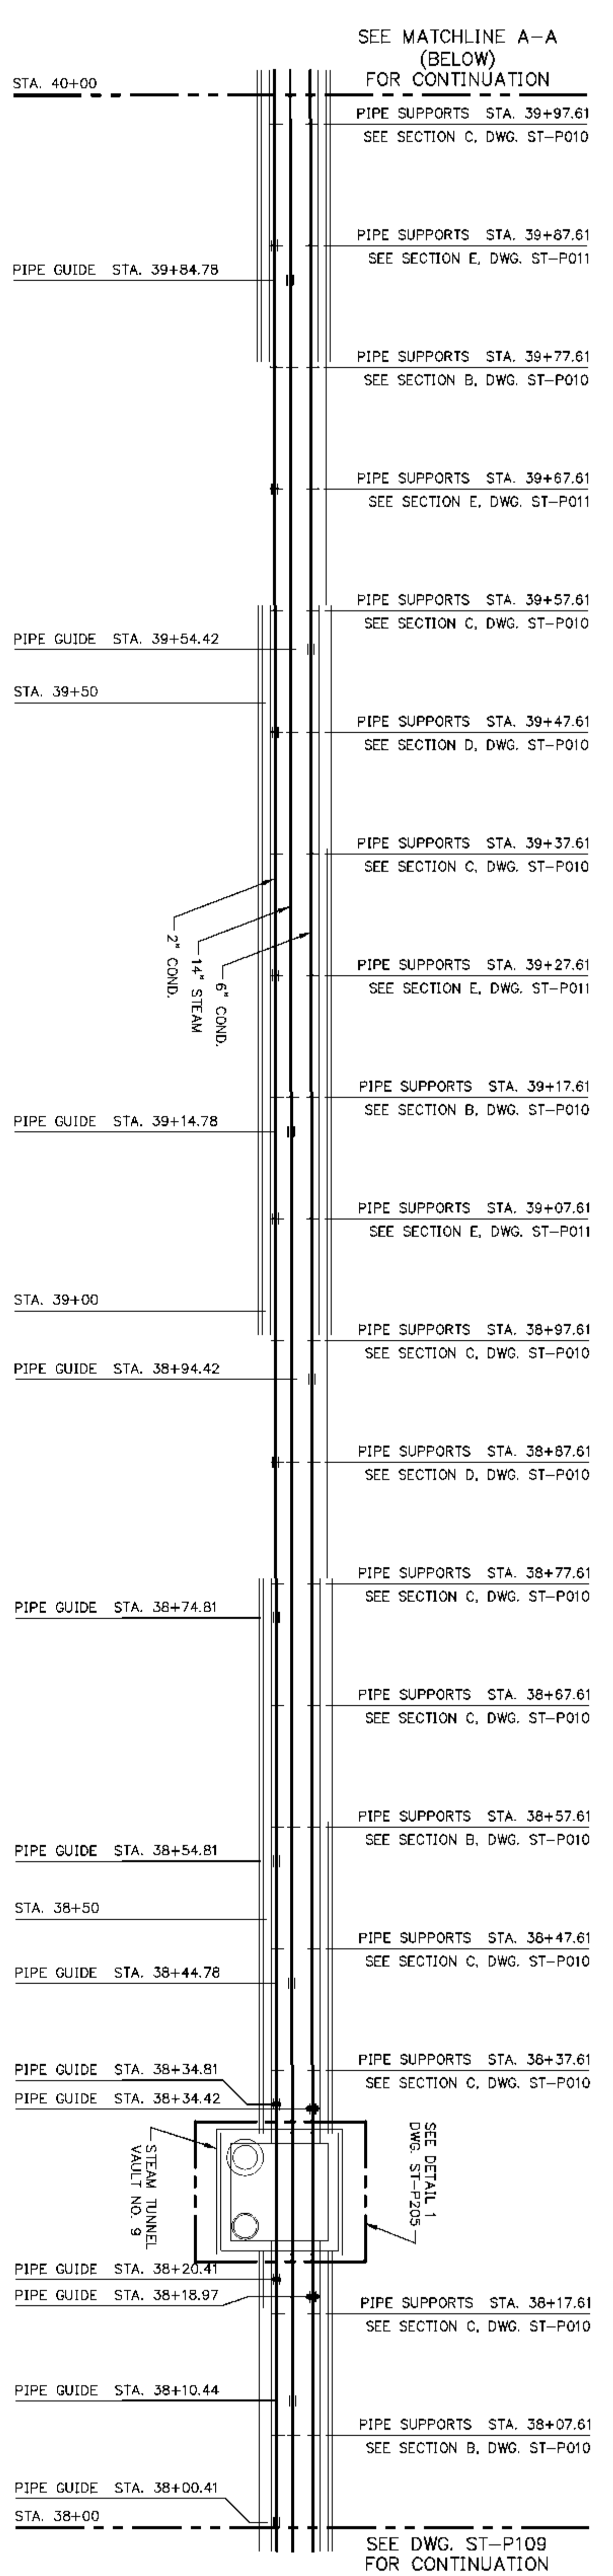 SEE MATCHLINE A-A
(BELOW)
FOR CONTINUATION
STA. 40+00
PIPE SUPPORTS STA. 39+97.61
SEE SECTION C, DWG. ST-P010
PIPE SUPPORTS STA. 39+87.61
SEE SECTION E, DWG. ST-P011
PIPE GUIDE STA. 39+84.78
PIPE SUPPORTS STA. 39+77.61
SEE SECTION B, DWG. ST-P010
PIPE SUPPORTS STA. 39+67.61
SEE SECTION E, DWG. ST-P011
PIPE SUPPORTS STA. 39+57.61
SEE SECTION C, DWG. ST-P010
PIPE GUIDE STA. 39+54.42
STA. 39+50
PIPE SUPPORTS STA. 39+47.61
SEE SECTION D, DWG. ST-P010
PIPE SUPPORTS STA. 39+37.61
SEE SECTION C, DWG. ST-P010
2" COND.
14" STEAM
6" COND.
PIPE SUPPORTS STA. 39+27.61
SEE SECTION E, DWG. ST-P011
PIPE SUPPORTS STA. 39+17.61
SEE SECTION B, DWG. ST-P010
PIPE GUIDE STA. 39+14.78
PIPE SUPPORTS STA. 39+07.61
SEE SECTION E, DWG. ST-P011
STA. 39+00
PIPE SUPPORTS STA. 38+97.61
SEE SECTION C, DWG. ST-P010
PIPE GUIDE STA. 38+94.42
PIPE SUPPORTS STA. 38+87.61
SEE SECTION D, DWG. ST-P010
PIPE SUPPORTS STA. 38+77.61
SEE SECTION C, DWG. ST-P010
PIPE GUIDE STA. 38+74.81
PIPE SUPPORTS STA. 38+67.61
SEE SECTION C, DWG. ST-P010
PIPE SUPPORTS STA. 38+57.61
SEE SECTION B, DWG. ST-P010
PIPE GUIDE STA. 38+54.81
STA. 38+50
PIPE SUPPORTS STA. 38+47.61
SEE SECTION C, DWG. ST-P010
PIPE GUIDE STA. 38+44.78
PIPE SUPPORTS STA. 38+37.61
SEE SECTION C, DWG. ST-P010
PIPE GUIDE STA. 38+34.81
PIPE GUIDE STA. 38+34.42
STEAM TUNNEL
VAULT NO. 9
SEE DETAIL 1
DWG. ST-P205
PIPE GUIDE STA. 38+20.41
PIPE GUIDE STA. 38+18.97
PIPE SUPPORTS STA. 38+17.61
SEE SECTION C, DWG. ST-P010
PIPE GUIDE STA. 38+10.44
PIPE SUPPORTS STA. 38+07.61
SEE SECTION B, DWG. ST-P010
PIPE GUIDE STA. 38+00.41
STA. 38+00
SEE DWG. ST-P109
FOR CONTINUATION